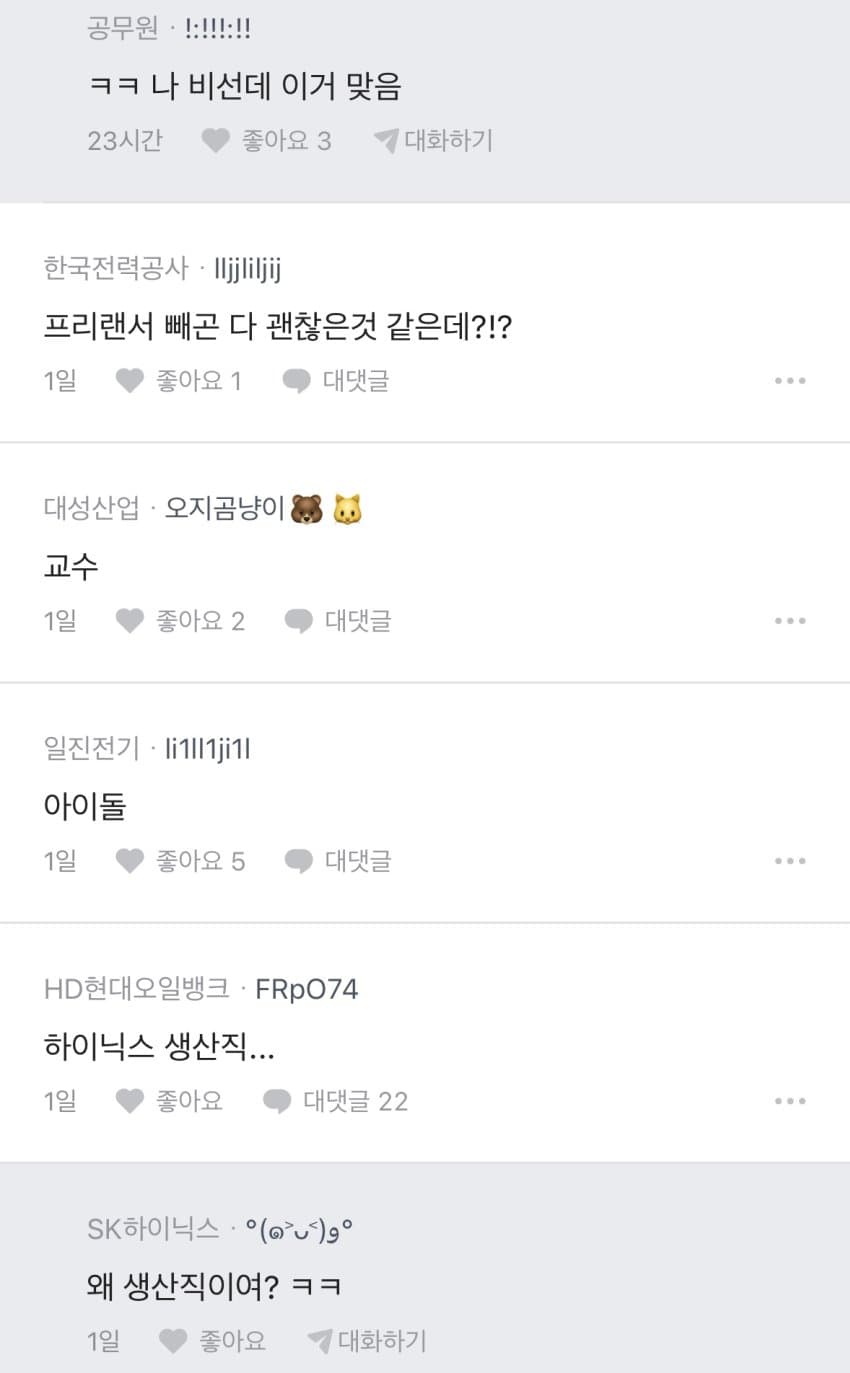 공무원 · !:!!!:!!
ㅋㅋ 나 비선데 이거 맞음
23시간 좋아요 3 대화하기
한국전력공사 · lljjliljij
프리랜서 빼곤 다 괜찮은것 같은데?!?
1일 좋아요 1 대댓글
대성산업 · 오지곰냥이🐻🐱
교수
1일 좋아요 2 대댓글
일진전기 · li1ll1ji1l
아이돌
1일 좋아요 5 대댓글
HD현대오일뱅크 · FRpO74
하이닉스 생산직...
1일 좋아요 대댓글 22
SK하이닉스 · °(๑˃ᴗ˂)و°
왜 생산직이여? ㅋㅋ
1일 좋아요 대화하기